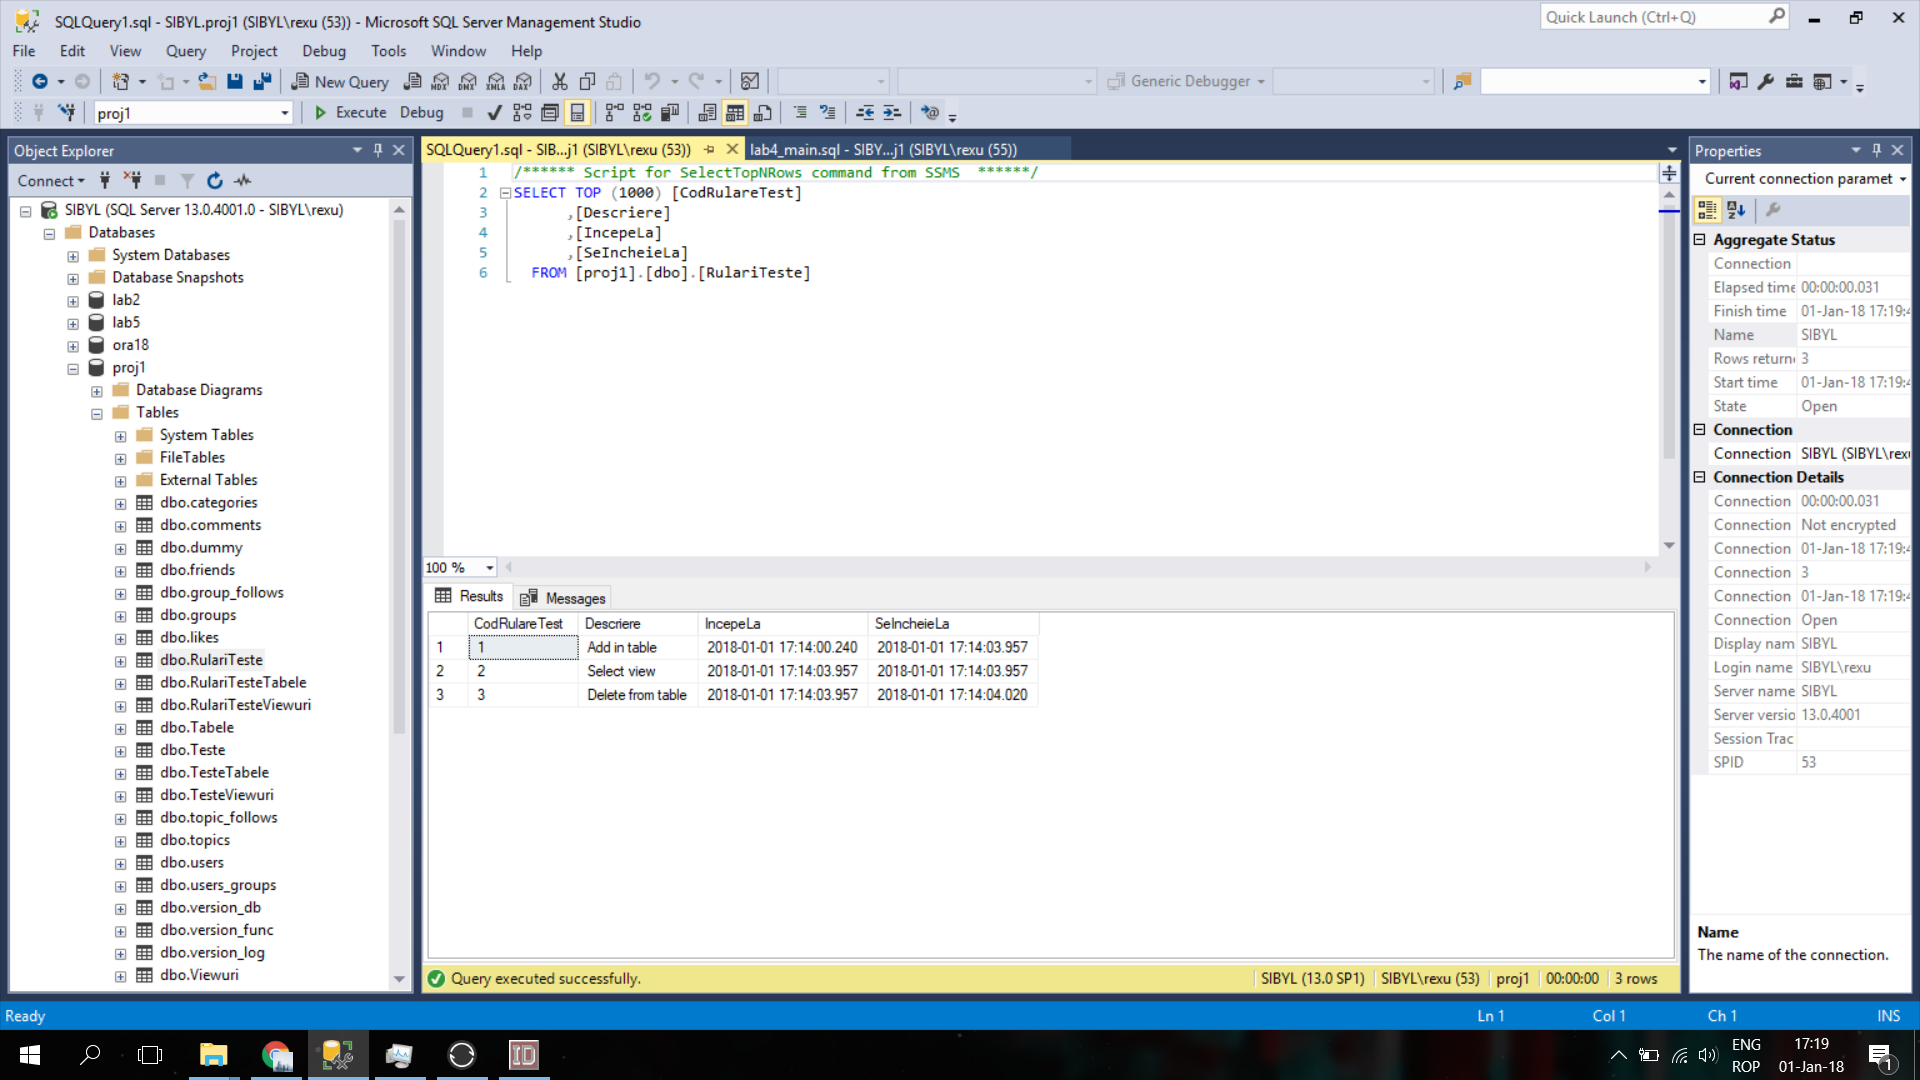 SQLQuery1.sql - SIBYL.proj1 (SIBYL\rexu (53)) - Microsoft SQL Server Management Studio
Quick Launch (Ctrl+Q)
File Edit View Query Project Debug Tools Window Help
New Query MDX DMX XMLA DAX Generic Debugger
proj1 Execute Debug
Object Explorer
Connect
SIBYL (SQL Server 13.0.4001.0 - SIBYL\rexu)
Databases
System Databases
Database Snapshots
lab2
lab5
ora18
proj1
Database Diagrams
Tables
System Tables
FileTables
External Tables
dbo.categories
dbo.comments
dbo.dummy
dbo.friends
dbo.group_follows
dbo.groups
dbo.likes
dbo.RulariTeste
dbo.RulariTesteTabele
dbo.RulariTesteViewuri
dbo.Tabele
dbo.Teste
dbo.TesteTabele
dbo.TesteViewuri
dbo.topic_follows
dbo.topics
dbo.users
dbo.users_groups
dbo.version_db
dbo.version_func
dbo.version_log
dbo.Viewuri
SQLQuery1.sql - SIB...j1 (SIBYL\rexu (53)) lab4_main.sql - SIBY...j1 (SIBYL\rexu (55))
1 /****** Script for SelectTopNRows command from SSMS ******/
2 SELECT TOP (1000) [CodRulareTest]
3 ,[Descriere]
4 ,[IncepeLa]
5 ,[SeIncheieLa]
6 FROM [proj1].[dbo].[RulariTeste]
100 %
Results Messages
CodRulareTest Descriere IncepeLa SeIncheieLa
1 1 Add in table 2018-01-01 17:14:00.240 2018-01-01 17:14:03.957
2 2 Select view 2018-01-01 17:14:03.957 2018-01-01 17:14:03.957
3 3 Delete from table 2018-01-01 17:14:03.957 2018-01-01 17:14:04.020
Query executed successfully. SIBYL (13.0 SP1) SIBYL\rexu (53) proj1 00:00:00 3 rows
Properties
Current connection paramet
Aggregate Status
Connection
Elapsed time 00:00:00.031
Finish time 01-Jan-18 17:19:4
Name SIBYL
Rows return 3
Start time 01-Jan-18 17:19:4
State Open
Connection
Connection SIBYL (SIBYL\rex
Connection Details
Connection 00:00:00.031
Connection Not encrypted
Connection 01-Jan-18 17:19:4
Connection 3
Connection 01-Jan-18 17:19:4
Connection Open
Display nam SIBYL
Login name SIBYL\rexu
Server name SIBYL
Server versio 13.0.4001
Session Trac
SPID 53
Name
The name of the connection.
Ready Ln 1 Col 1 Ch 1 INS
ID
ENG
ROP
17:19
01-Jan-18
1